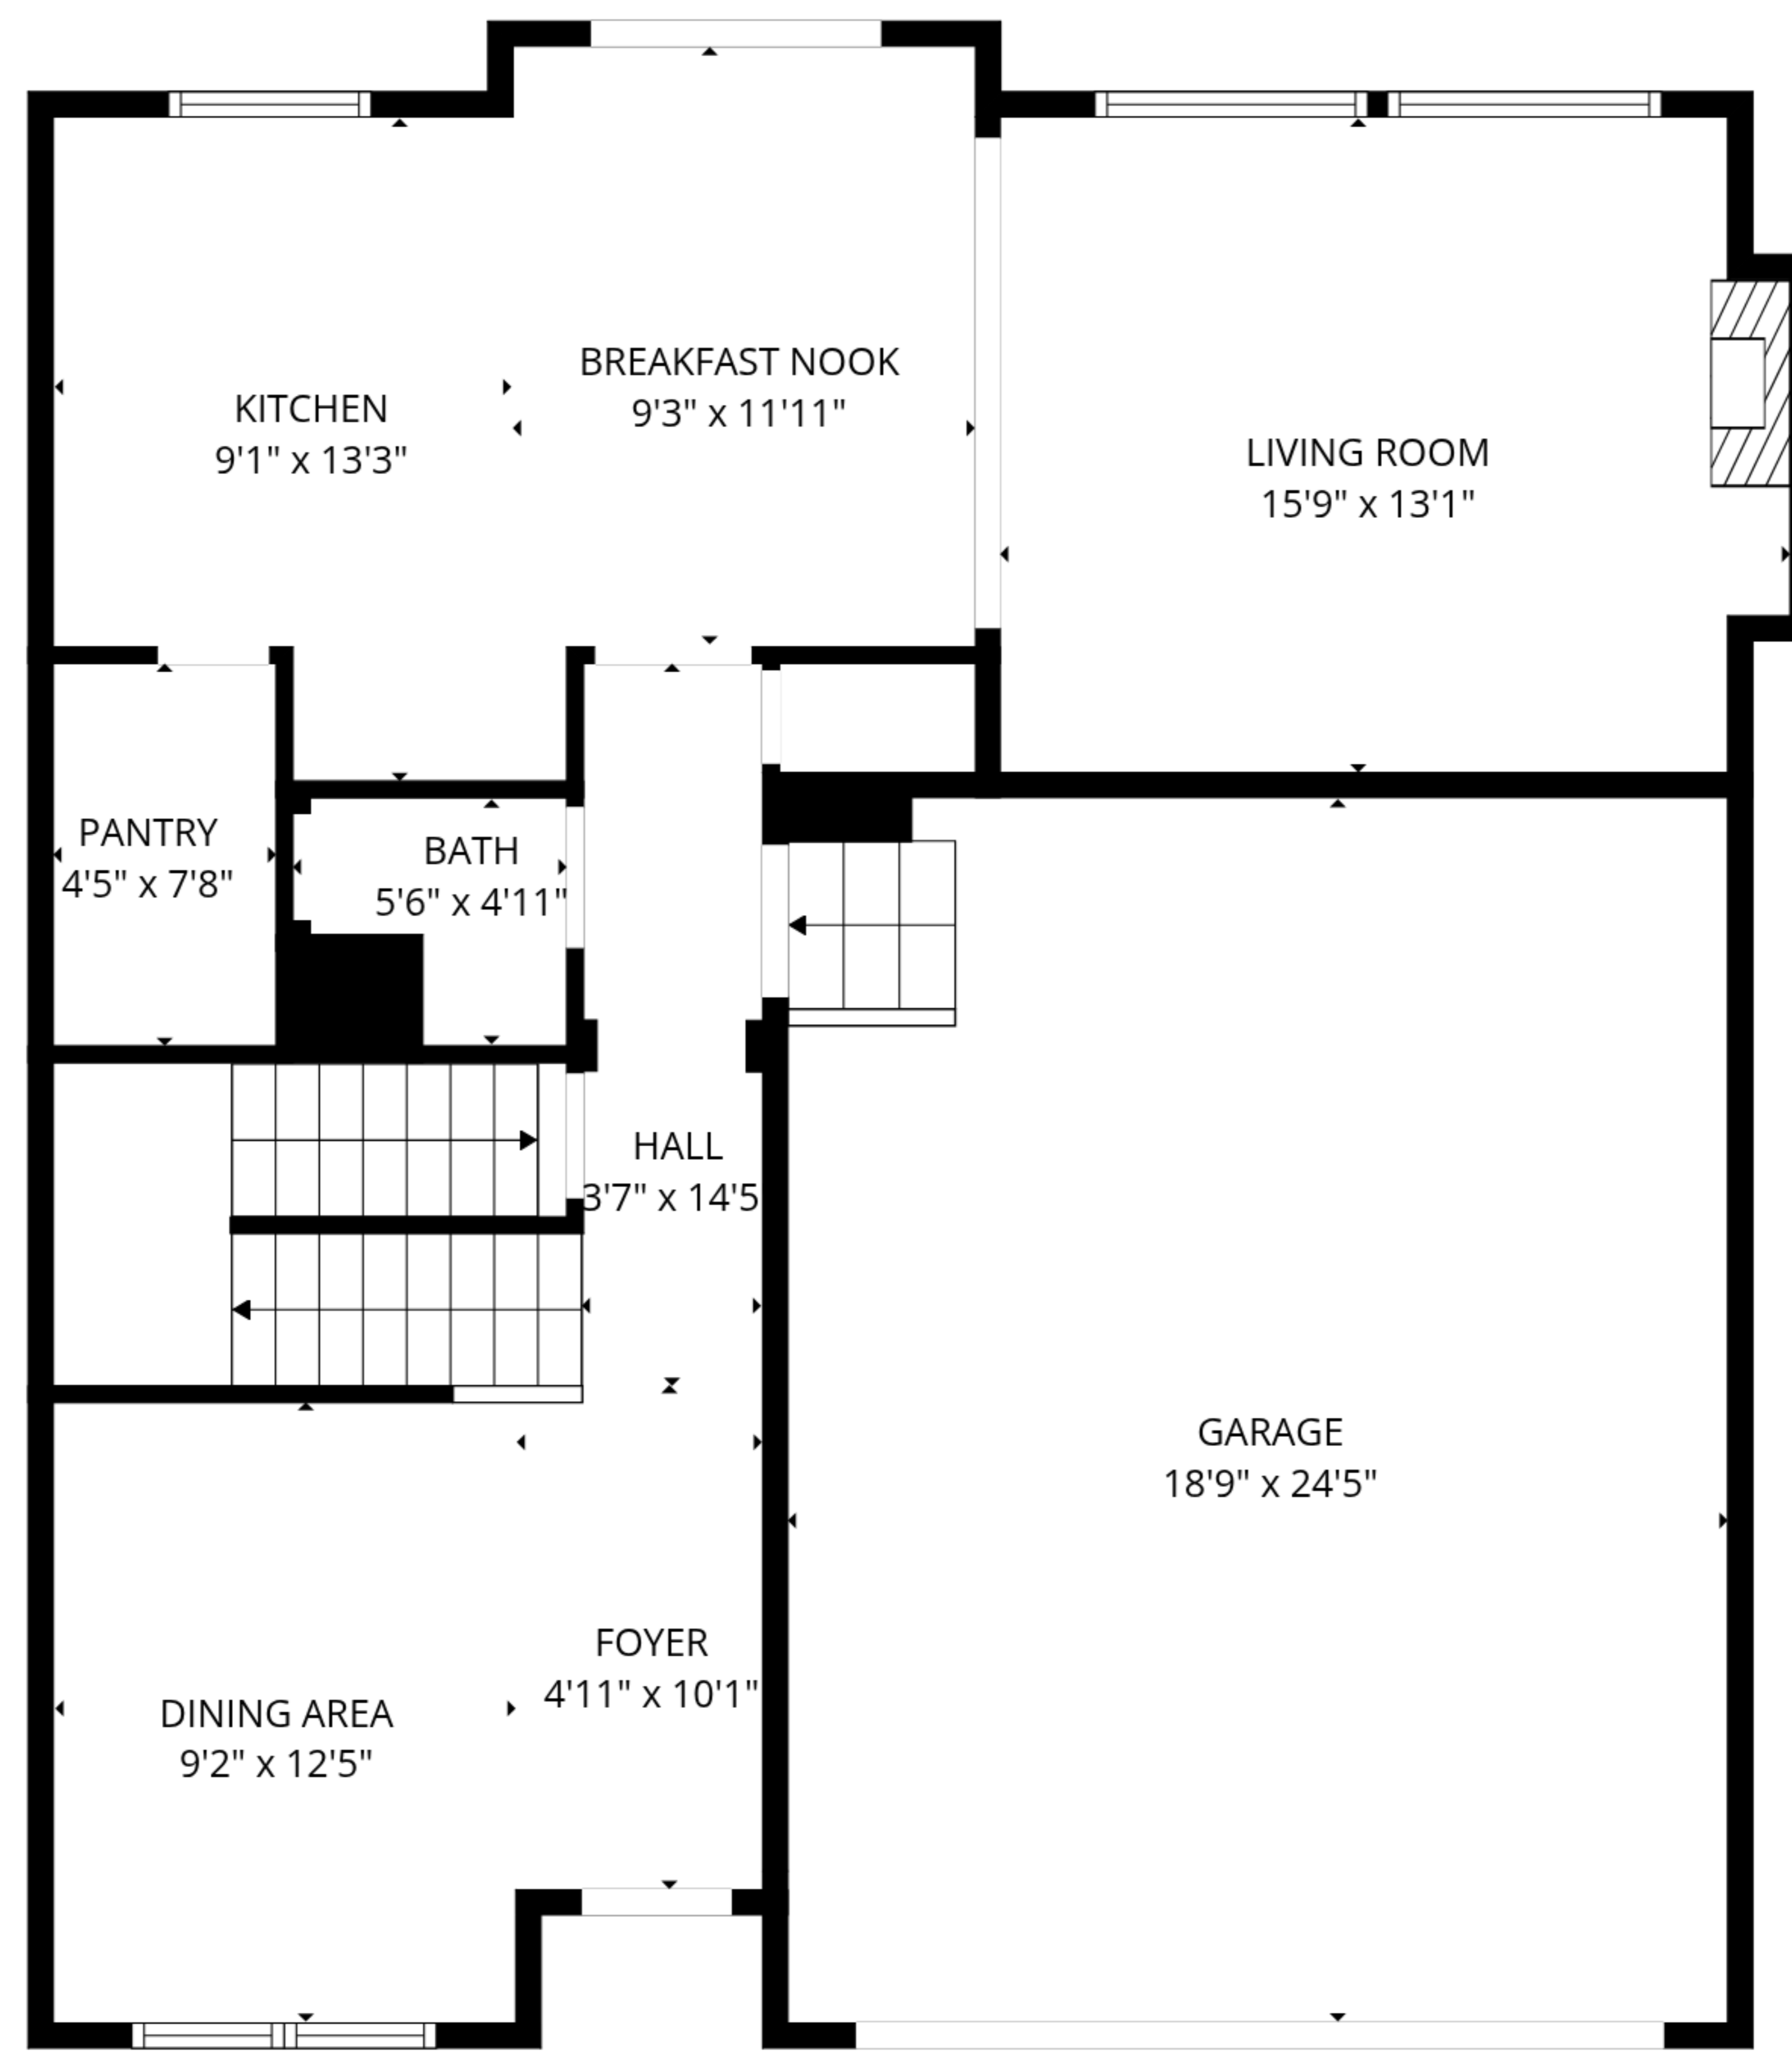 BREAKFAST NOOK
9'3" x 11'11"
KITCHEN
9'1" x 13'3"
LIVING ROOM
15'9" x 13'1"
PANTRY
4'5" x 7'8"
BATH
5'6" x 4'11"
HALL
3'7" x 14'5
GARAGE
18'9" x 24'5"
FOYER
4'11" x 10'1"
DINING AREA
9'2" x 12'5"